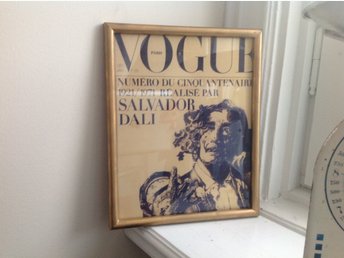 VOGUE
PARIS
NUMÉRO DU CINQUANTENAIRE
1921/1971 RÉALISÉ PAR
SALVADOR
DALI